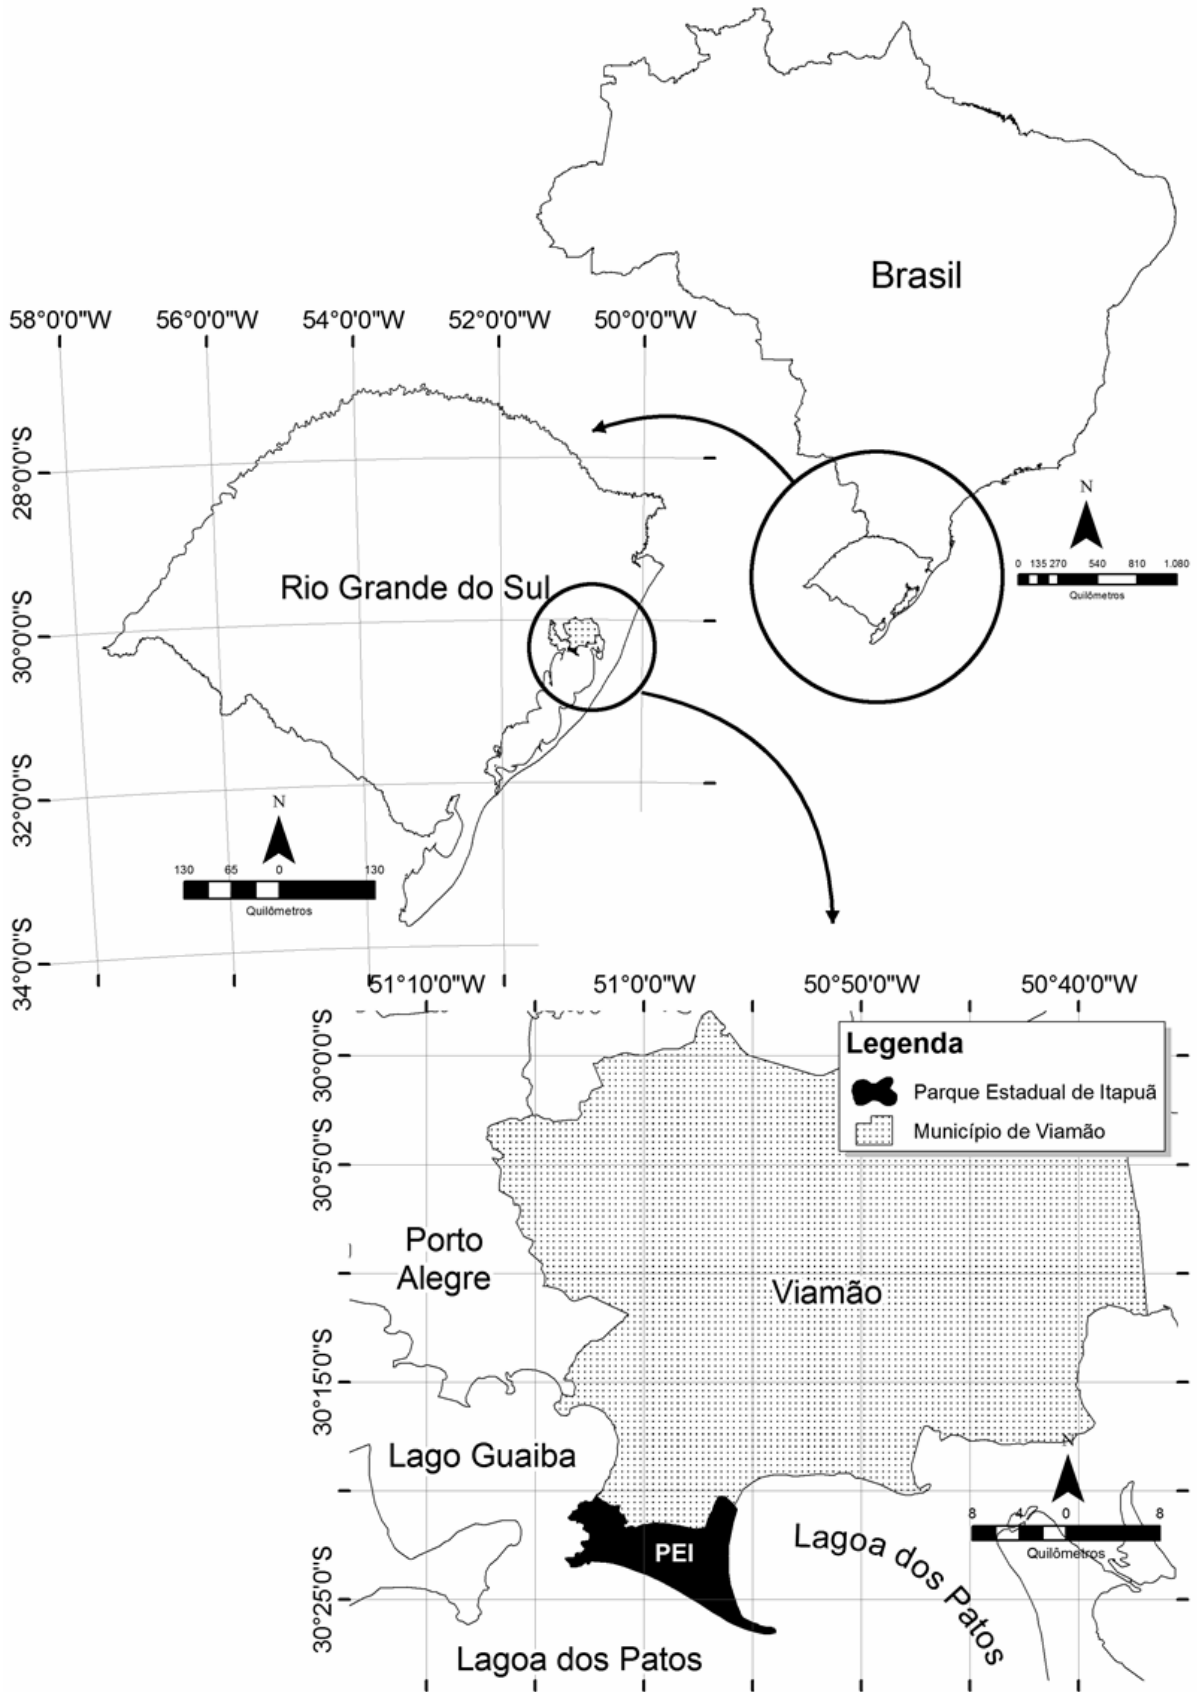 Brasil
58°0'0"W 56°0'0"W 54°0'0"W 52°0'0"W 50°0'0"W
28°0'0"S
30°0'0"S
32°0'0"S
34°0'0"S
Rio Grande do Sul
N
0 135 270 540 810 1.080
Quilômetros
N
130 65 0 130
Quilômetros
51°10'0"W 51°0'0"W 50°50'0"W 50°40'0"W
30°0'0"S
30°5'0"S
30°15'0"S
30°25'0"S
Legenda
Parque Estadual de Itapuã
Município de Viamão
Porto
Alegre
Viamão
Lago Guaiba
PEI
N
8 4 0 8
Quilômetros
Lagoa dos Patos
Lagoa dos Patos